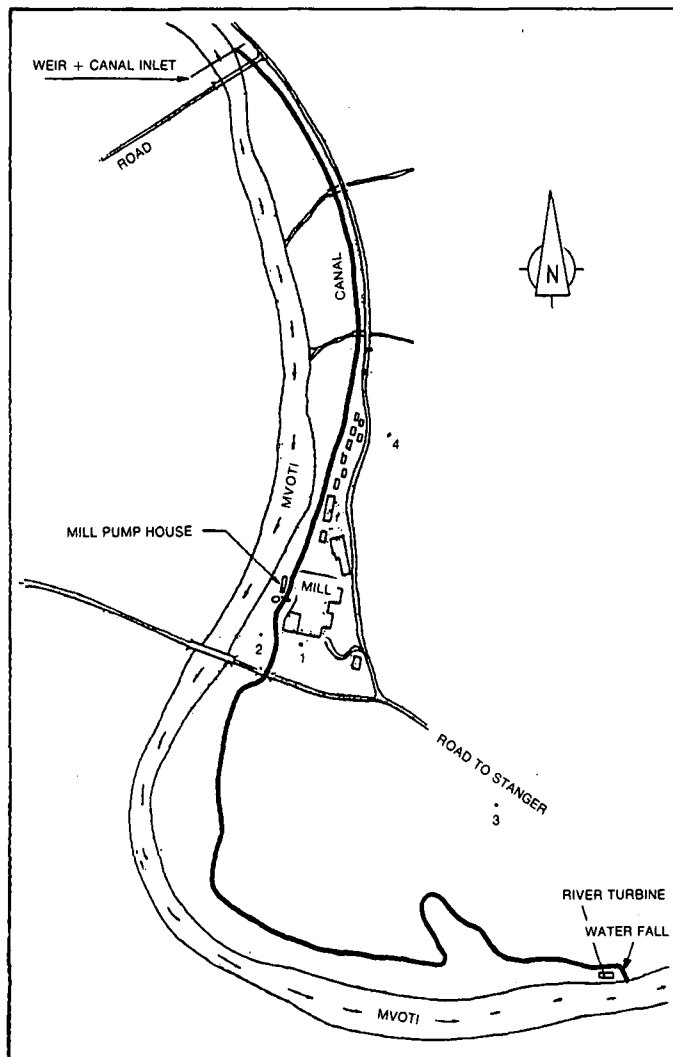 WEIR + CANAL INLET
ROAD
N
CANAL
4
MVOTI
MILL PUMP HOUSE
MILL
2
1
ROAD TO STANGER
3
RIVER TURBINE
WATER FALL
MVOTI